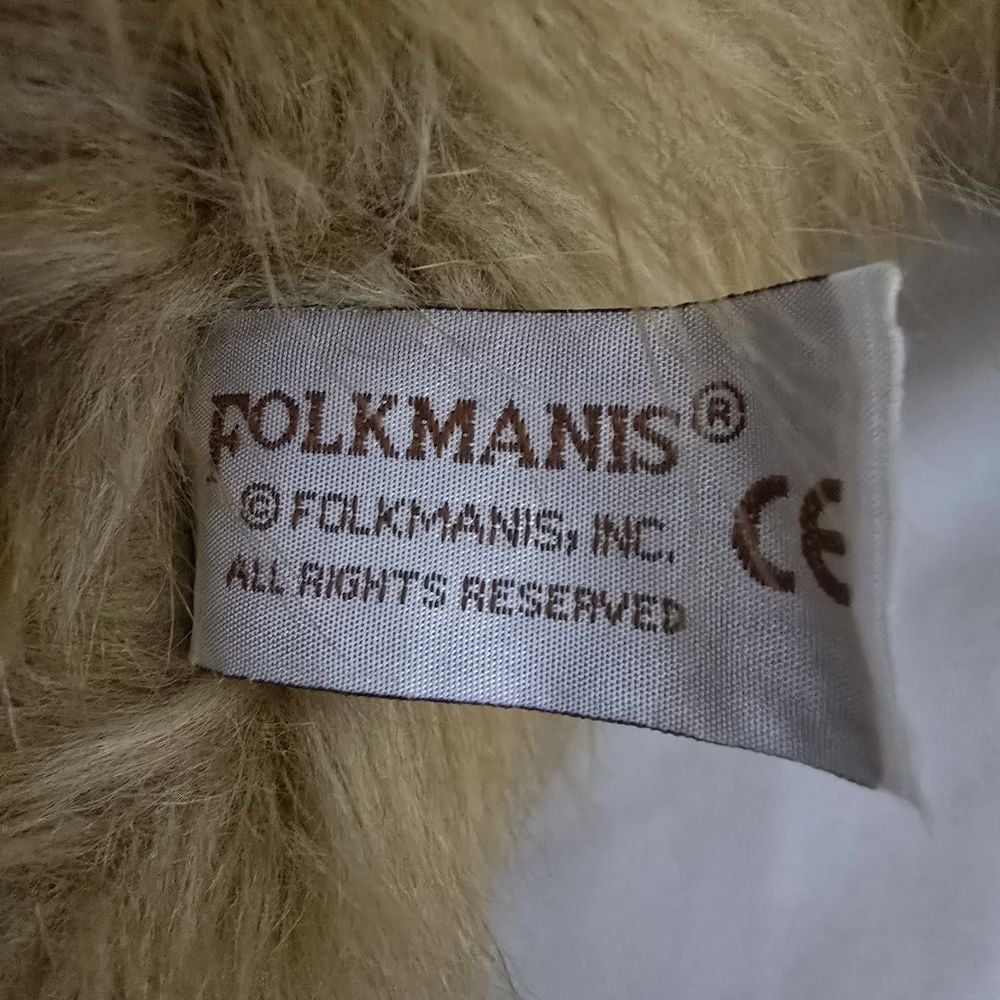 FOLKMANIS®
© FOLKMANIS, INC.
ALL RIGHTS RESERVED
CE